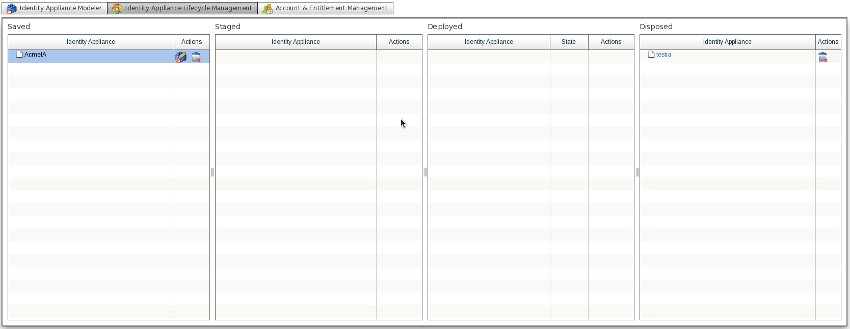 Identity Appliance Modeler
Identity Appliance Lifecycle Management
Account & Entitlement Management
Saved
Staged
Deployed
Disposed
Identity Appliance
Actions
Identity Appliance
Actions
Identity Appliance
State
Actions
Identity Appliance
Actions
AcmeIA
testia